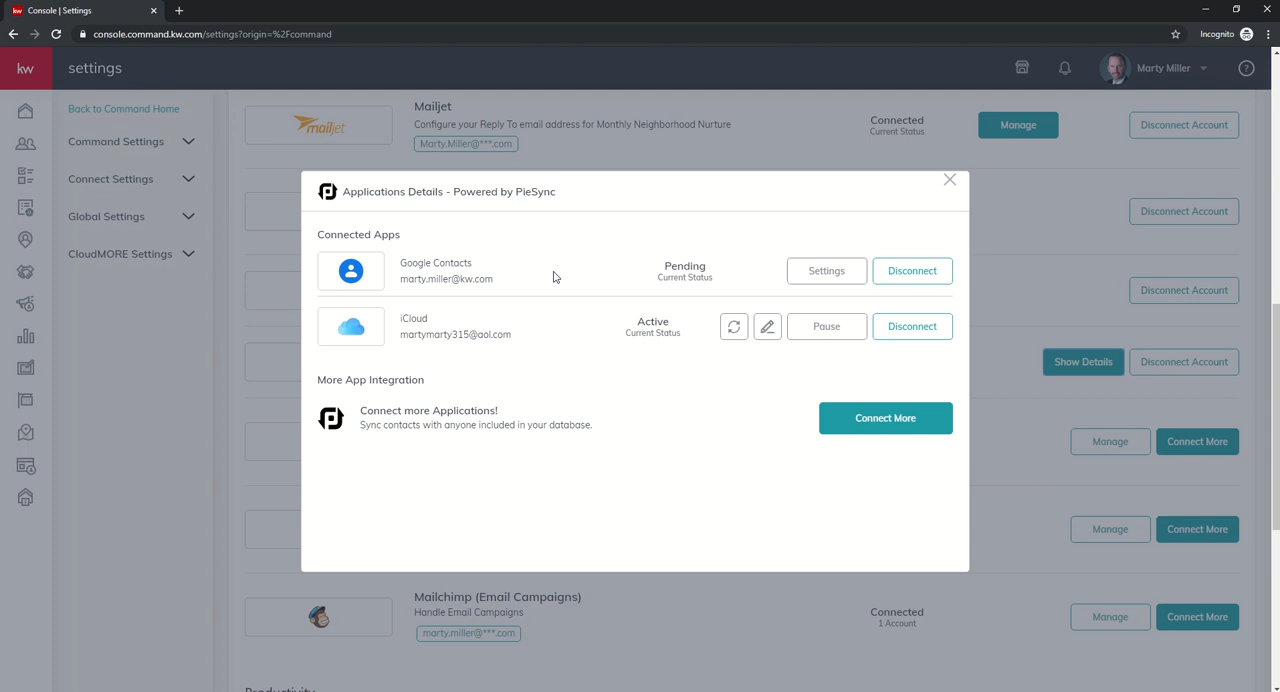 kw Console | Settings
console.command.kw.com/settings?origin=%2Fcommand
Incognito
kw
settings
Marty Miller
?
Back to Command Home
Command Settings
Connect Settings
Global Settings
CloudMORE Settings
mailjet
Mailjet
Configure your Reply To email address for Monthly Neighborhood Nurture
Marty.Miller@***.com
Connected
Current Status
Manage
Disconnect Account
Disconnect Account
Disconnect Account
Show Details
Disconnect Account
Manage
Connect More
Manage
Connect More
Applications Details - Powered by PieSync
Connected Apps
Google Contacts
marty.miller@kw.com
Pending
Current Status
Settings
Disconnect
iCloud
martymarty315@aol.com
Active
Current Status
Pause
Disconnect
More App Integration
Connect more Applications!
Sync contacts with anyone included in your database.
Connect More
Mailchimp (Email Campaigns)
Handle Email Campaigns
marty.miller@***.com
Connected
1 Account
Manage
Connect More
Productivity